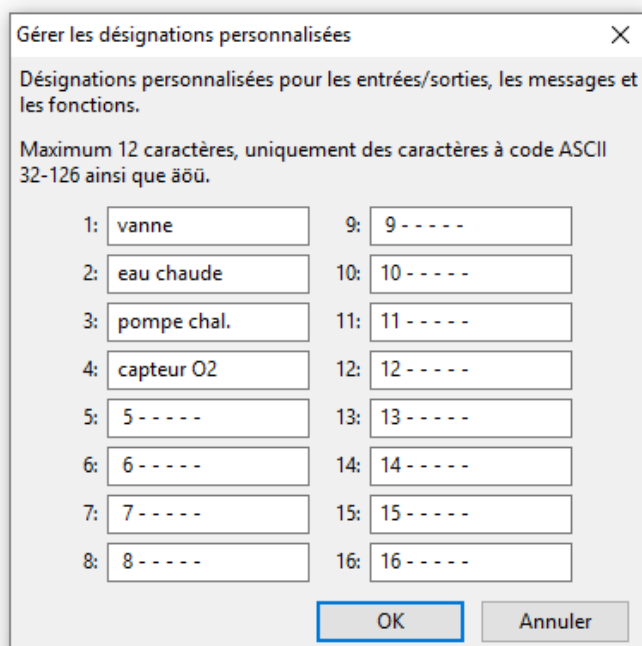 Gérer les désignations personnalisées
Désignations personnalisées pour les entrées/sorties, les messages et
les fonctions.
Maximum 12 caractères, uniquement des caractères à code ASCII
32-126 ainsi que äöü.
1: vanne
2: eau chaude
3: pompe chal.
4: capteur O2
5: 5 - - - - -
6: 6 - - - - -
7: 7 - - - - -
8: 8 - - - - -
9: 9 - - - - -
10: 10 - - - - -
11: 11 - - - - -
12: 12 - - - - -
13: 13 - - - - -
14: 14 - - - - -
15: 15 - - - - -
16: 16 - - - - -
OK
Annuler